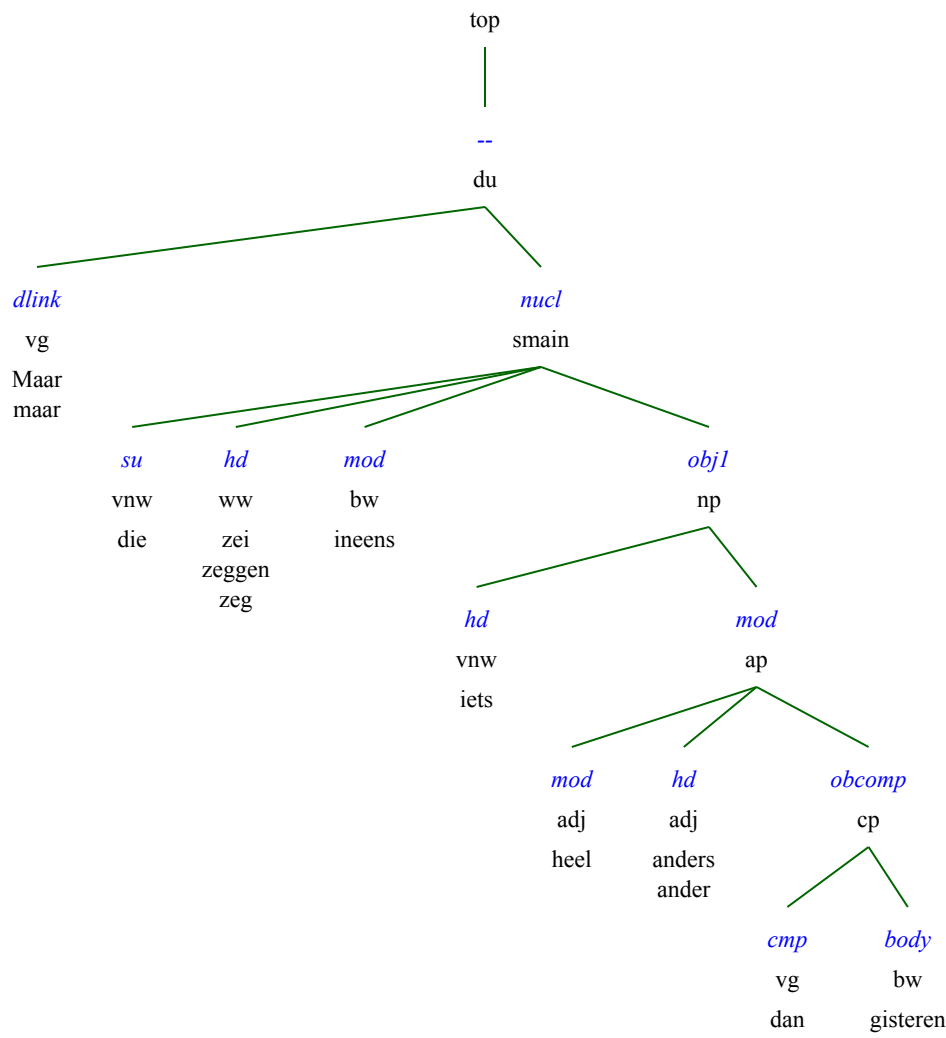 top
--
du
dlink nucl
vg smain
Maar
maar
su hd mod obj1
vnw ww bw np
die zei ineens
zeggen
zeg
hd mod
vnw ap
iets
mod hd obcomp
adj adj cp
heel anders
ander
cmp body
vg bw
dan gisteren